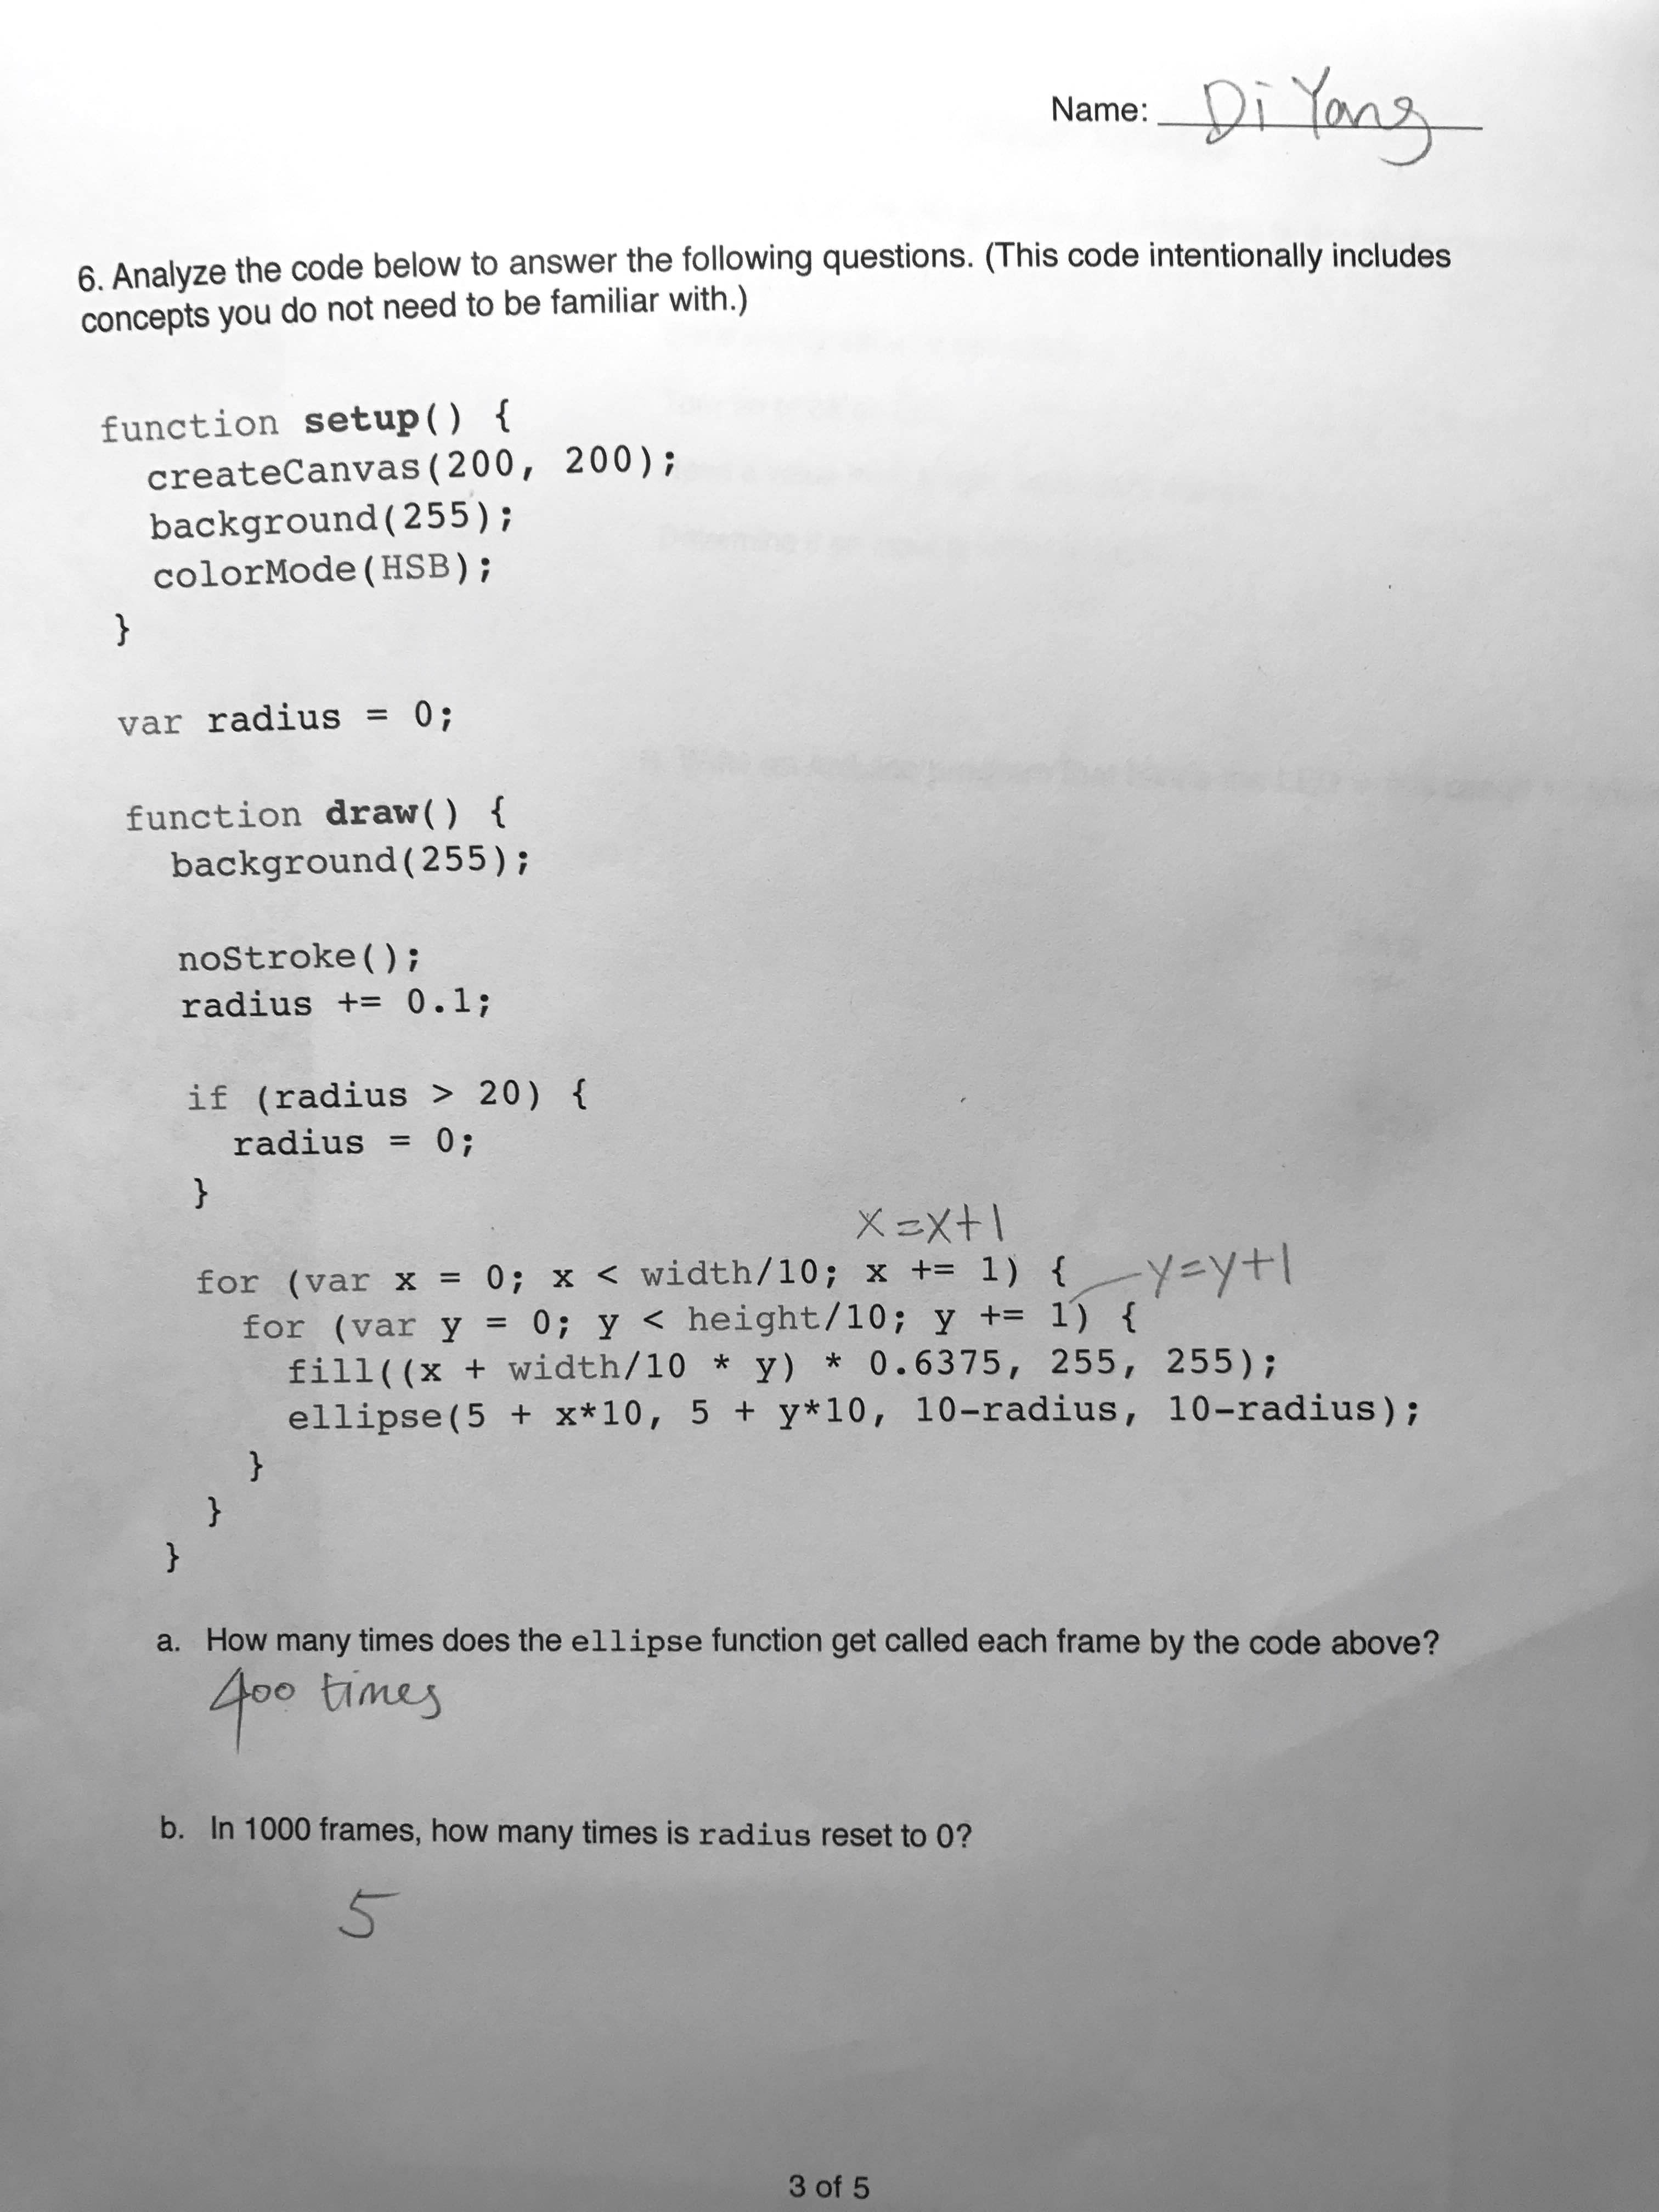 Name: Di Yang
6. Analyze the code below to answer the following questions. (This code intentionally includes
concepts you do not need to be familiar with.)
function setup() {
createCanvas(200, 200);
background(255);
colorMode(HSB);
}
var radius = 0;
function draw() {
background(255);
noStroke();
radius += 0.1;
if (radius > 20) {
radius = 0;
}
x=x+1
for (var x = 0; x < width/10; x += 1) { y=y+1
for (var y = 0; y < height/10; y += 1) {
fill((x + width/10 * y) * 0.6375, 255, 255);
ellipse(5 + x*10, 5 + y*10, 10-radius, 10-radius);
}
}
}
a. How many times does the ellipse function get called each frame by the code above?
400 times
b. In 1000 frames, how many times is radius reset to 0?
5
3 of 5